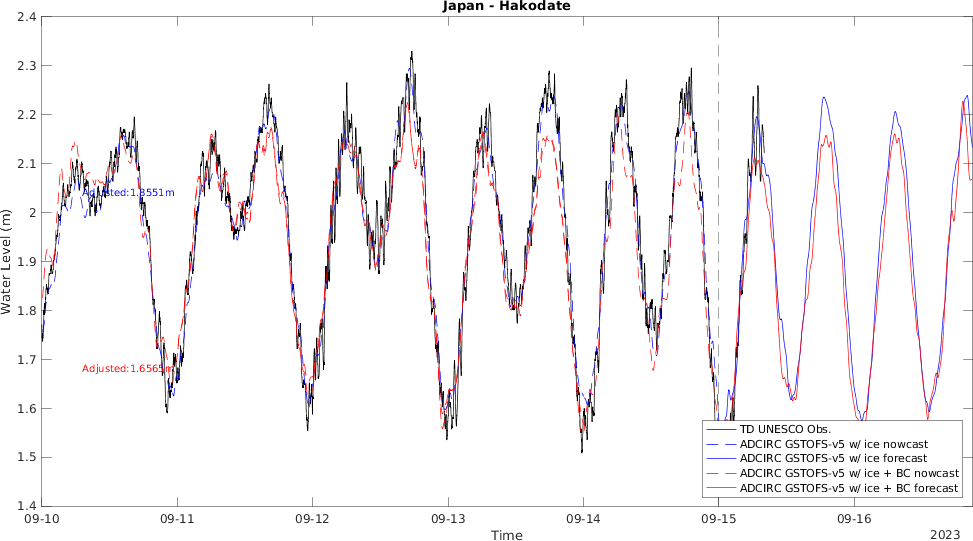 Japan - Hakodate
2.4
2.3
2.2
2.1
2
1.9
1.8
1.7
1.6
1.5
1.4
Water Level (m)
Adjusted:1.8551m
Adjusted:1.6565m
TD UNESCO Obs.
ADCIRC GSTOFS-v5 w/ ice nowcast
ADCIRC GSTOFS-v5 w/ ice forecast
ADCIRC GSTOFS-v5 w/ ice + BC nowcast
ADCIRC GSTOFS-v5 w/ ice + BC forecast
09-10 09-11 09-12 09-13 09-14 09-15 09-16
Time
2023